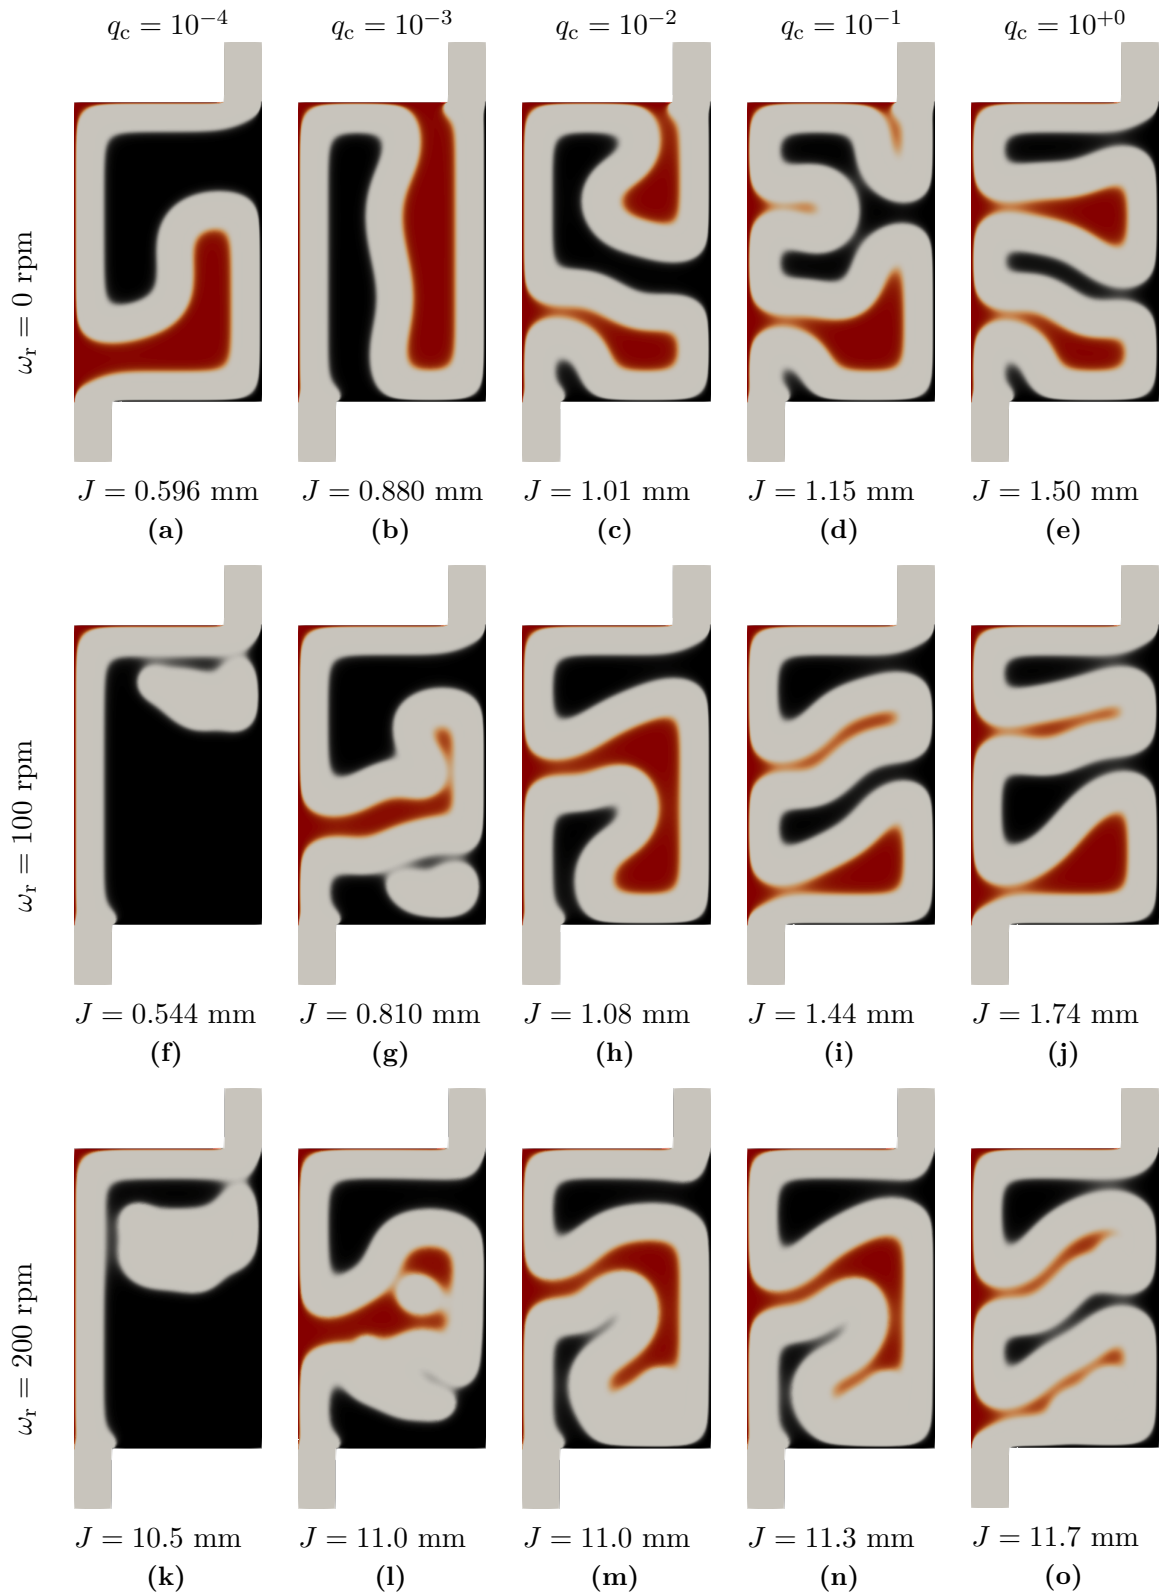 q_c = 10^{-4} q_c = 10^{-3} q_c = 10^{-2} q_c = 10^{-1} q_c = 10^{+0}
ω_r = 0 rpm
J = 0.596 mm J = 0.880 mm J = 1.01 mm J = 1.15 mm J = 1.50 mm
(a) (b) (c) (d) (e)
ω_r = 100 rpm
J = 0.544 mm J = 0.810 mm J = 1.08 mm J = 1.44 mm J = 1.74 mm
(f) (g) (h) (i) (j)
ω_r = 200 rpm
J = 10.5 mm J = 11.0 mm J = 11.0 mm J = 11.3 mm J = 11.7 mm
(k) (l) (m) (n) (o)